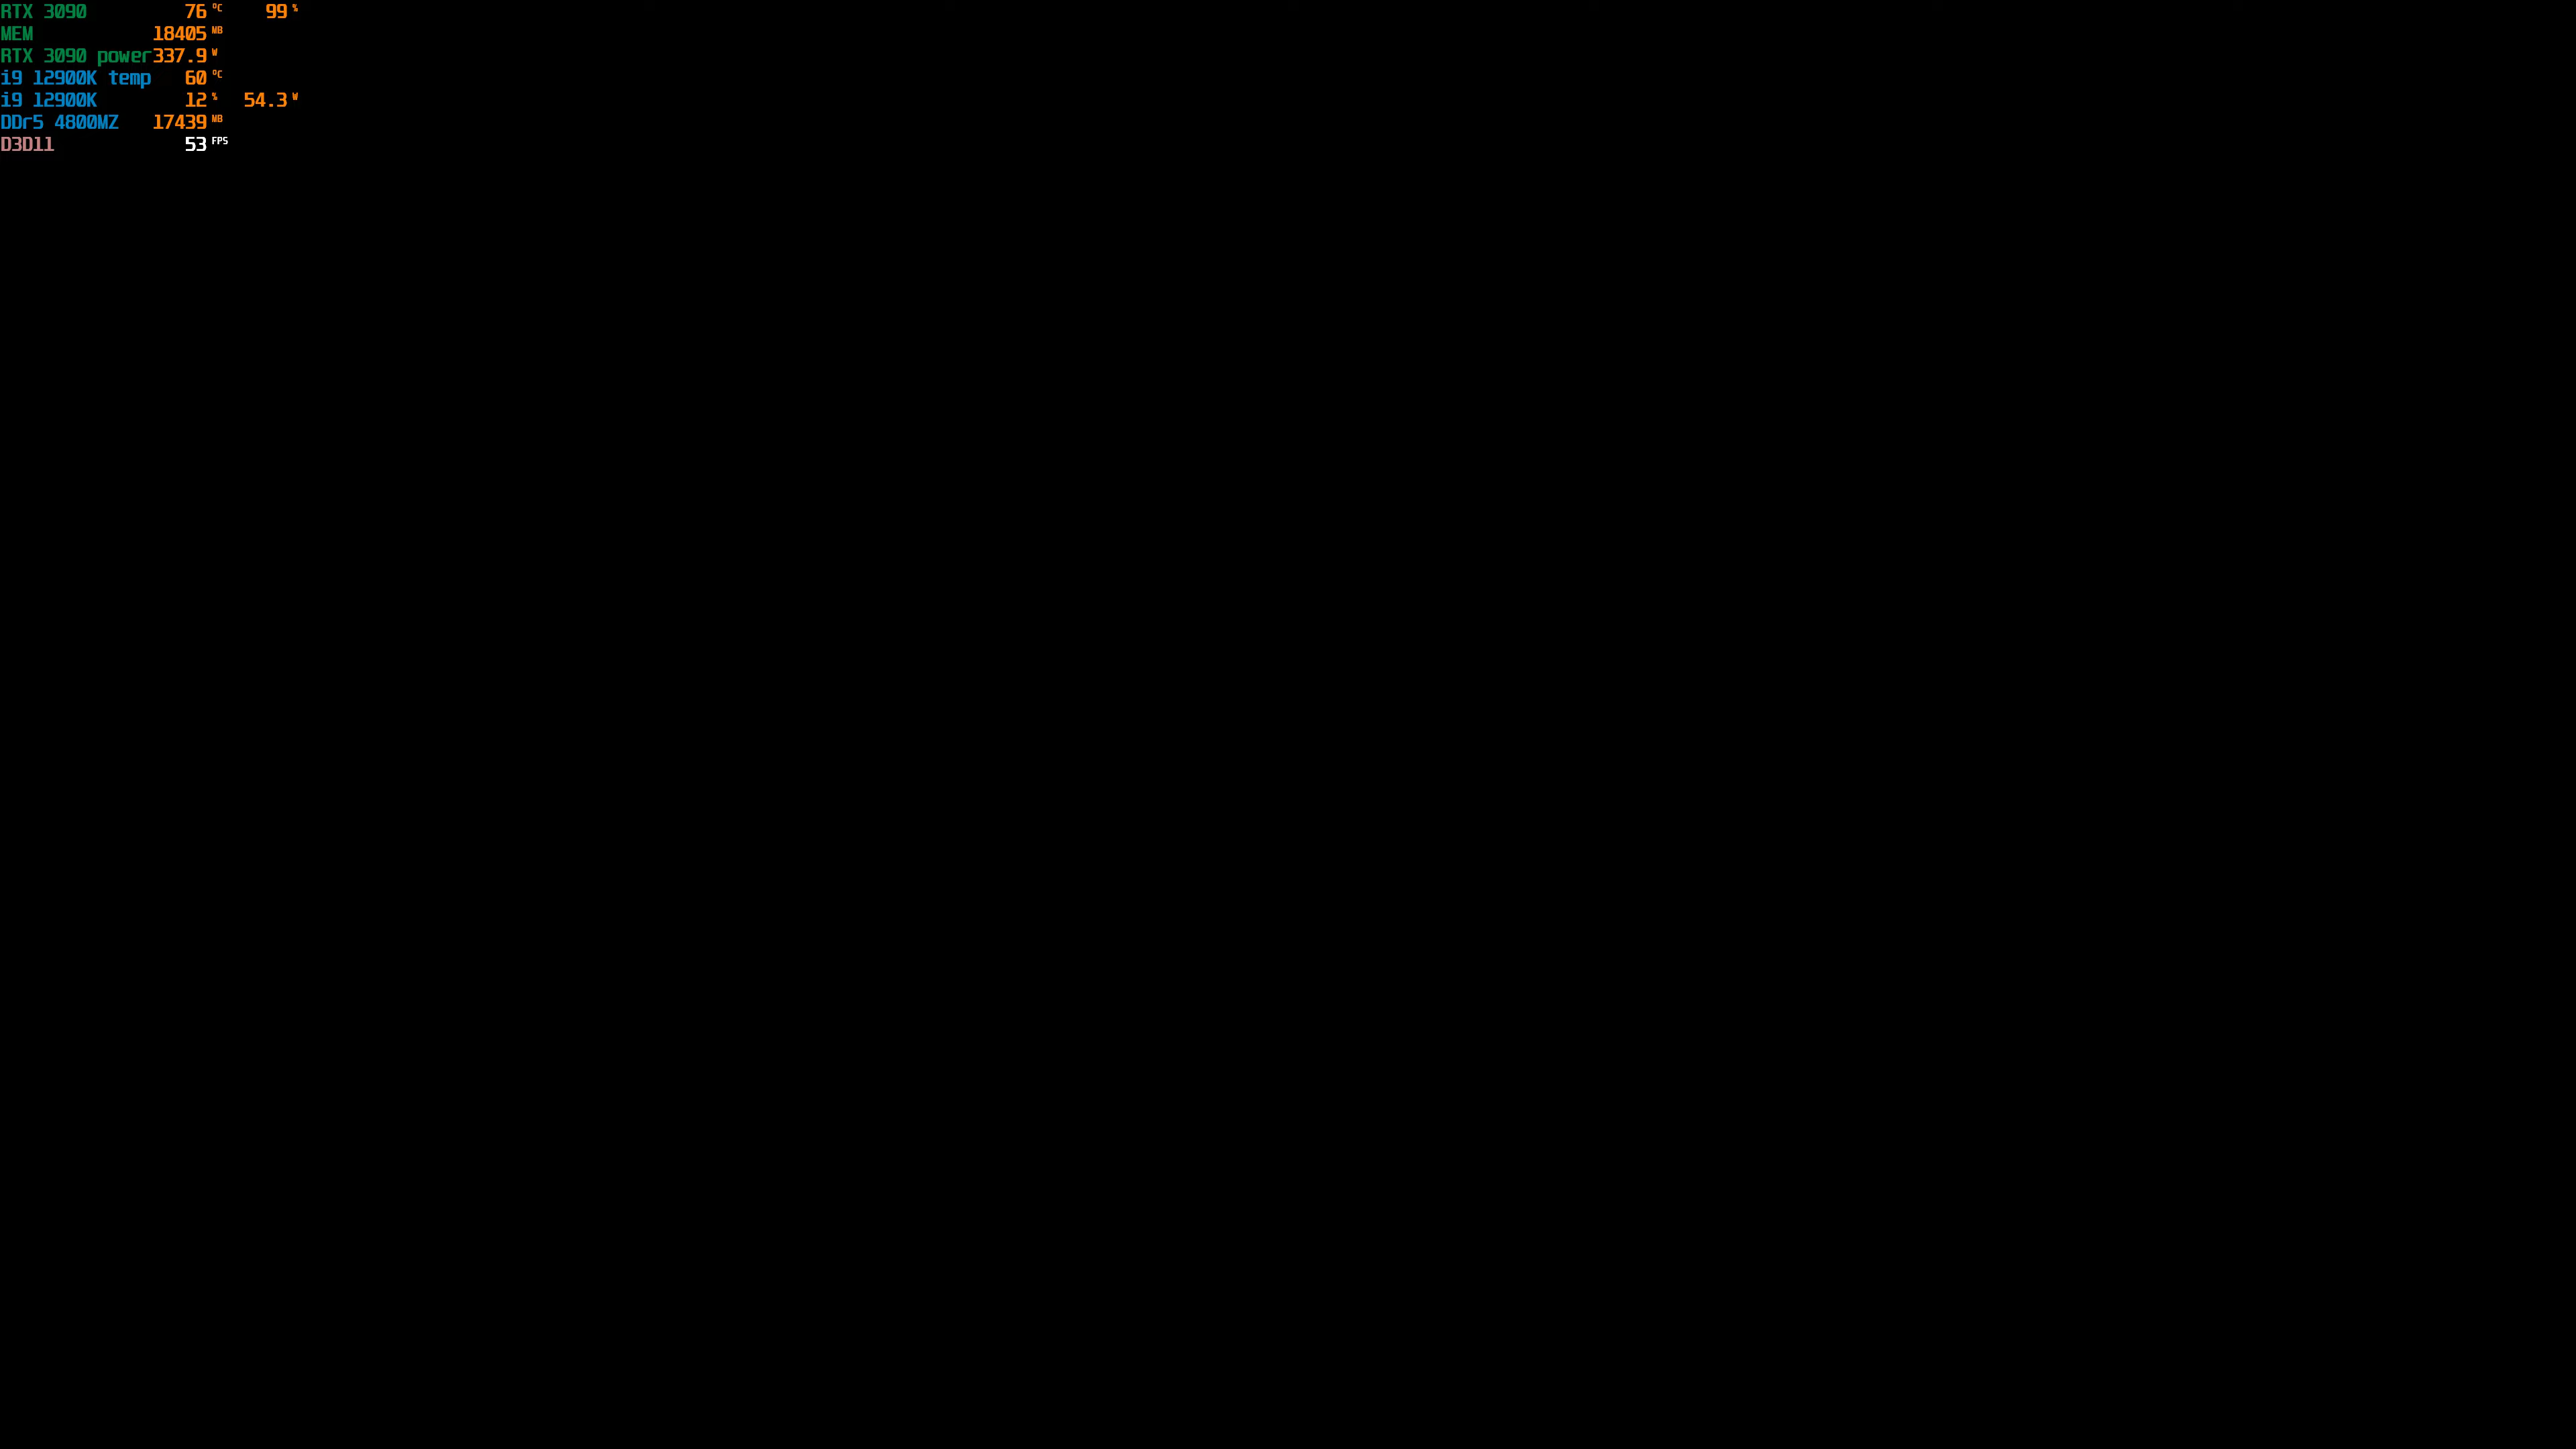 RTX 3090 76 °C 99 %
MEM 18405 MB
RTX 3090 power 337.9 W
i9 12900K temp 60 °C
i9 12900K 12 % 54.3 W
DDr5 4800MZ 17439 MB
D3D11 53 FPS